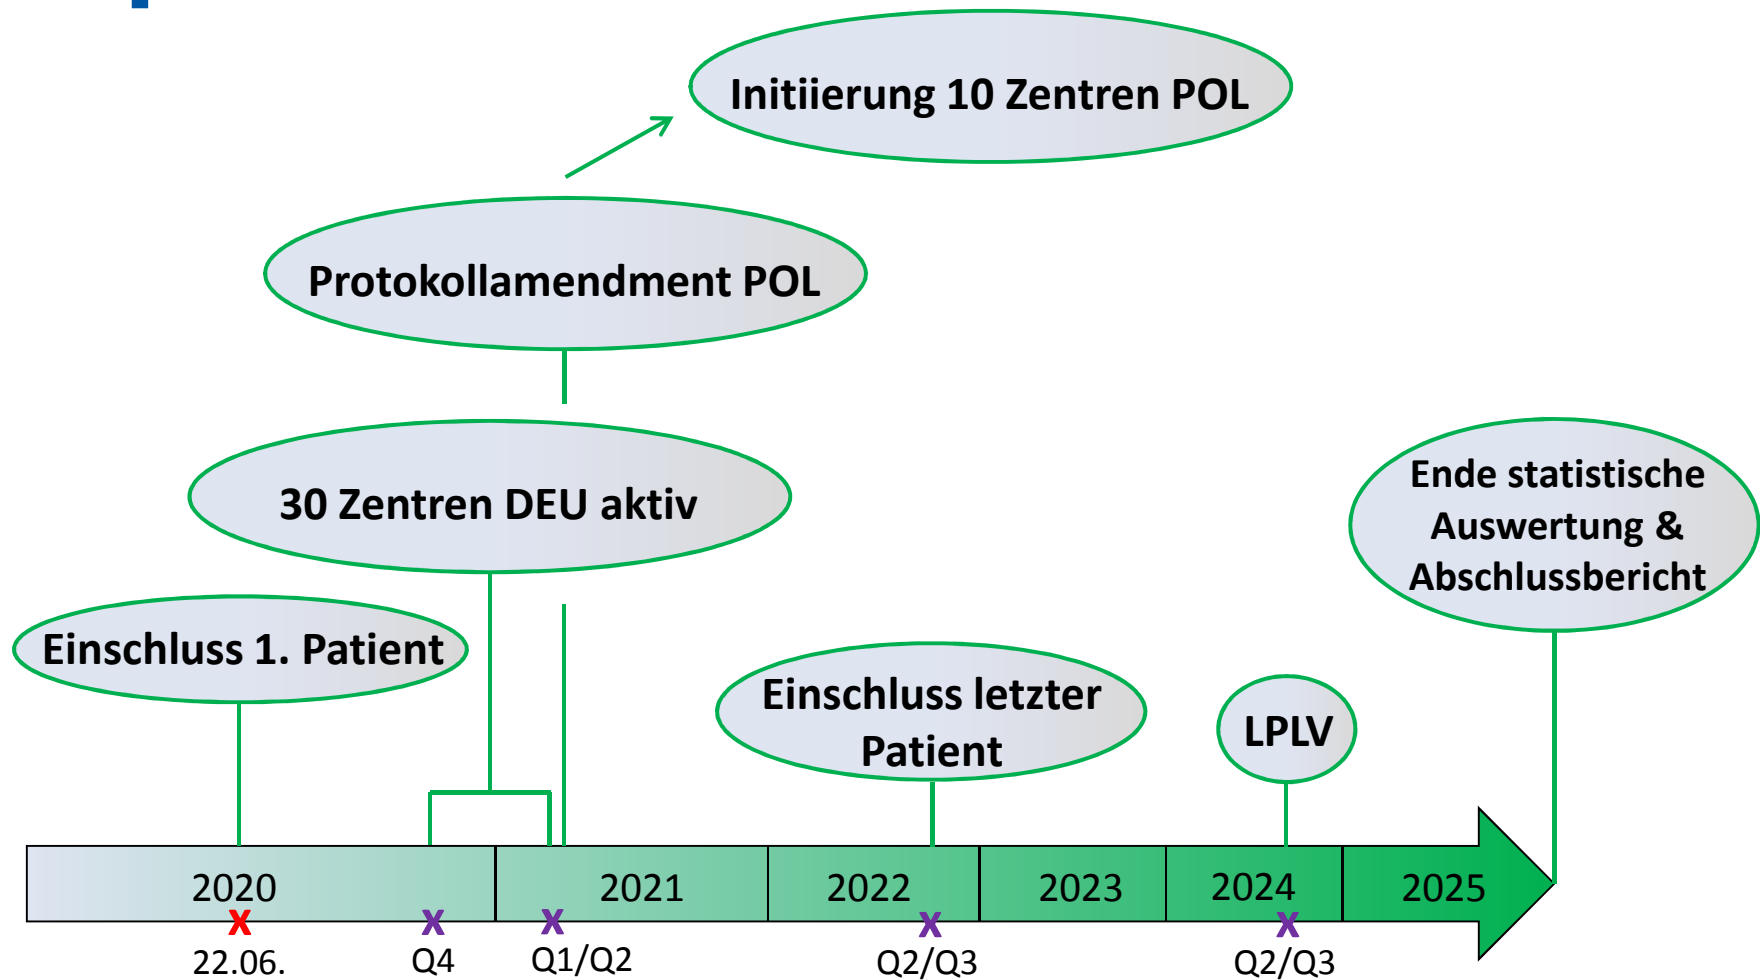 Initiierung 10 Zentren POL
Protokollamendment POL
30 Zentren DEU aktiv
Ende statistische
Auswertung &
Abschlussbericht
Einschluss 1. Patient
Einschluss letzter
Patient
LPLV
2020
2021
2022
2023
2024
2025
X
X
X
X
X
22.06.
Q4
Q1/Q2
Q2/Q3
Q2/Q3